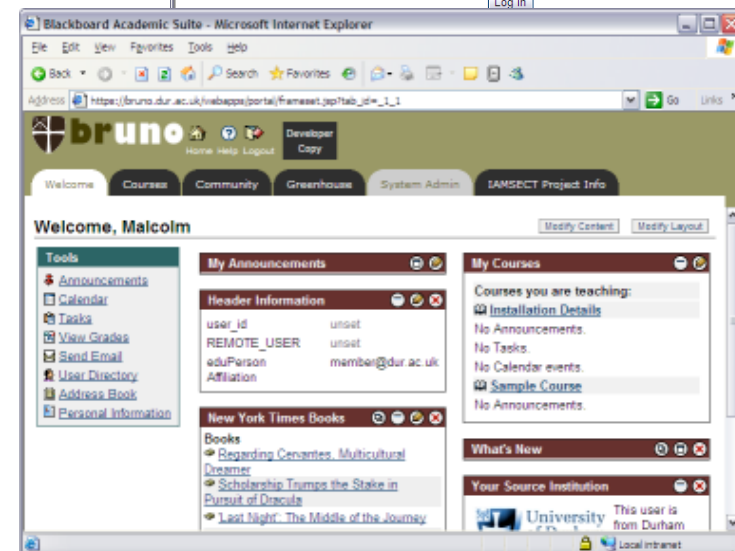 Log in
Blackboard Academic Suite - Microsoft Internet Explorer
File Edit View Favorites Tools Help
Back Search Favorites
Address https://bruno.dur.ac.uk/webapps/portal/frameset.jsp?tab_id=_1_1 Go Links
bruno
Home Help Logout
Developer
Copy
Welcome Courses Community Greenhouse System Admin IAMSECT Project Info
Welcome, Malcolm
Modify Content Modify Layout
Tools
Announcements
Calendar
Tasks
View Grades
Send Email
User Directory
Address Book
Personal Information
My Announcements
Header Information
user_id unset
REMOTE_USER unset
eduPerson member@dur.ac.uk
Affiliation
New York Times Books
Books
Regarding Cervantes, Multicultural
Dreamer
Scholarship Trumps the Stake in
Pursuit of Dracula
'Last Night': The Middle of the Journey
My Courses
Courses you are teaching:
Installation Details
No Announcements.
No Tasks.
No Calendar events.
Sample Course
No Announcements.
What's New
Your Source Institution
University
This user is
from Durham
Local intranet